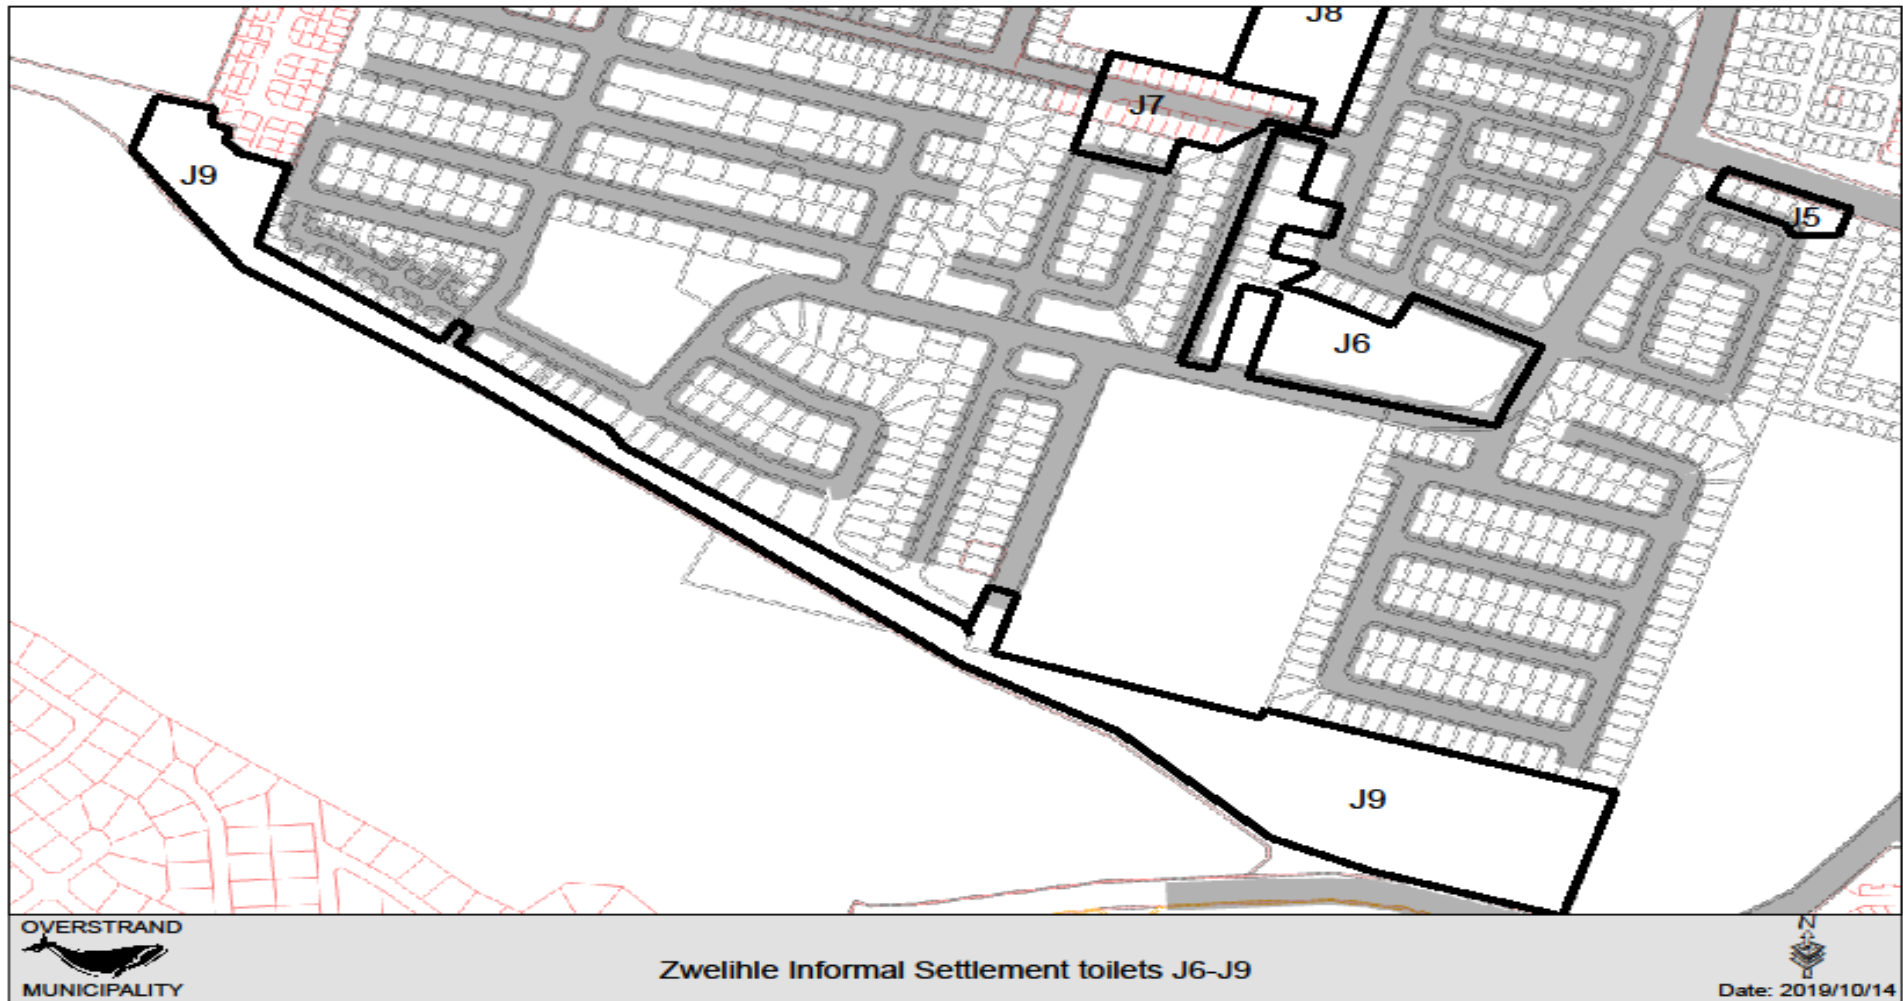 J8
J7
J9
J5
J6
J9
OVERSTRAND
MUNICIPALITY
Zwelihle Informal Settlement toilets J6-J9
N
Date: 2019/10/14